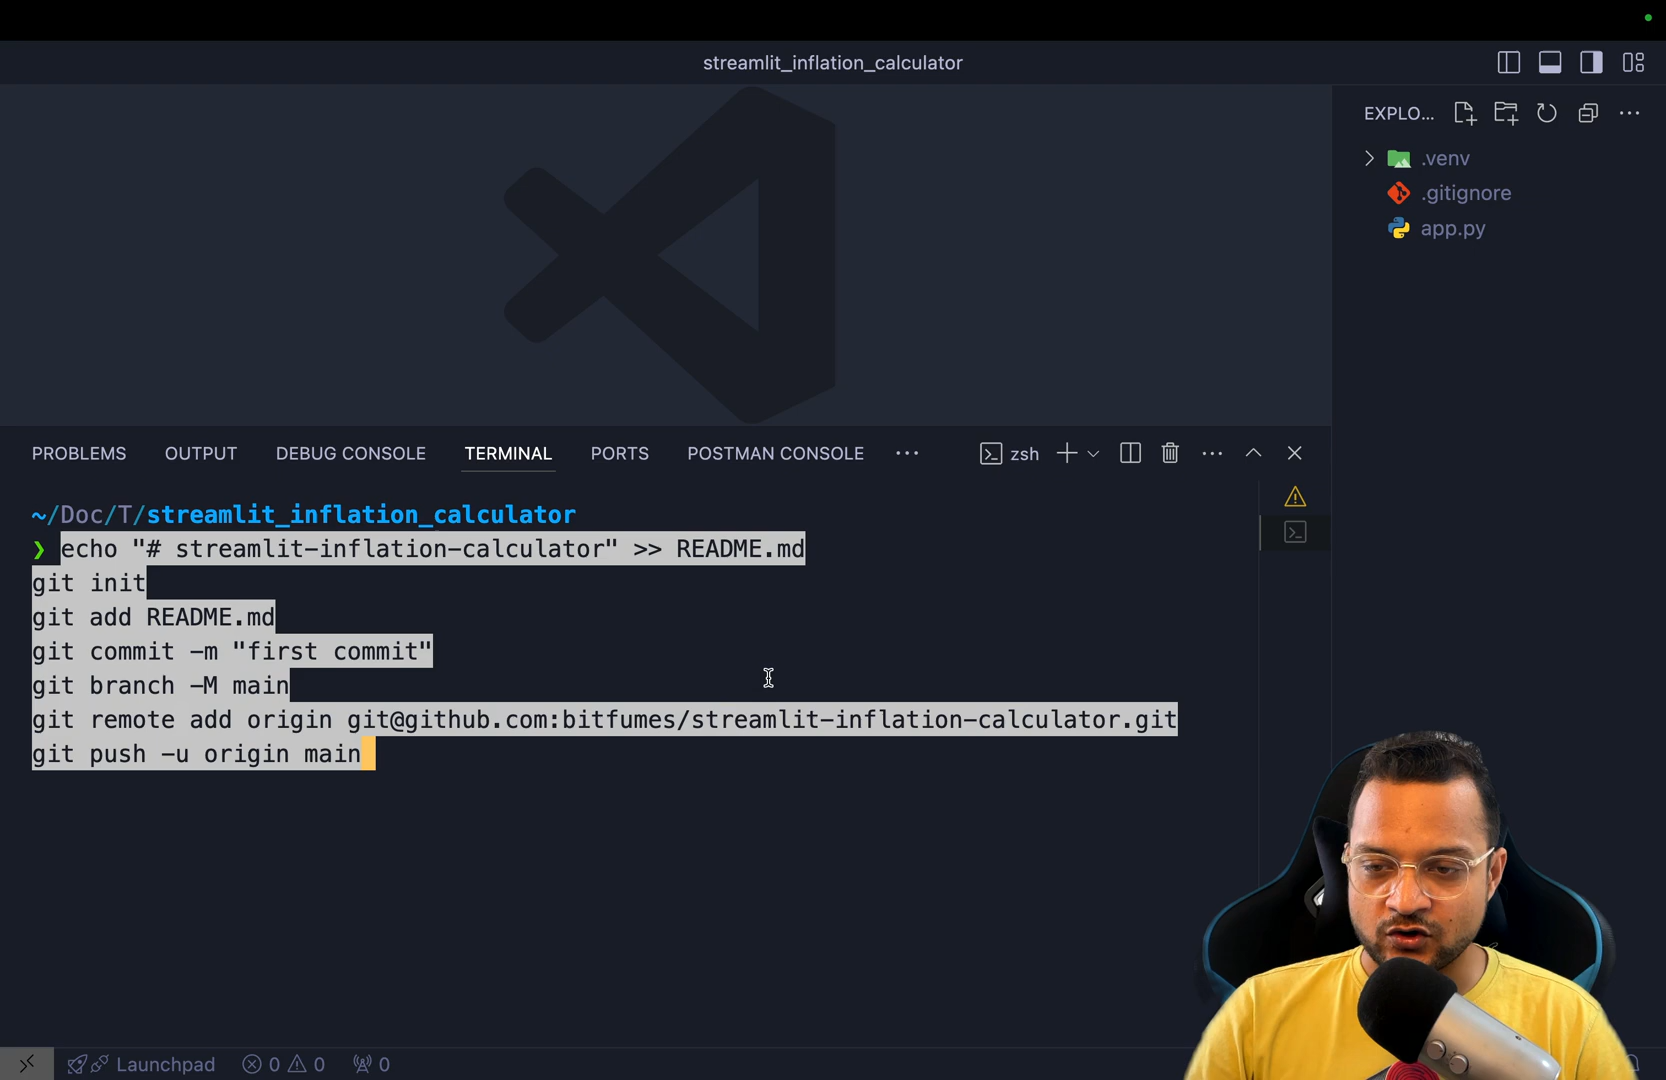 streamlit_inflation_calculator
EXPLO...
.venv
.gitignore
app.py
PROBLEMS OUTPUT DEBUG CONSOLE TERMINAL PORTS POSTMAN CONSOLE ... zsh
~/Doc/T/streamlit_inflation_calculator
❯ echo "# streamlit-inflation-calculator" >> README.md
git init
git add README.md
git commit -m "first commit"
git branch -M main
git remote add origin git@github.com:bitfumes/streamlit-inflation-calculator.git
git push -u origin main
Launchpad 0 0 0